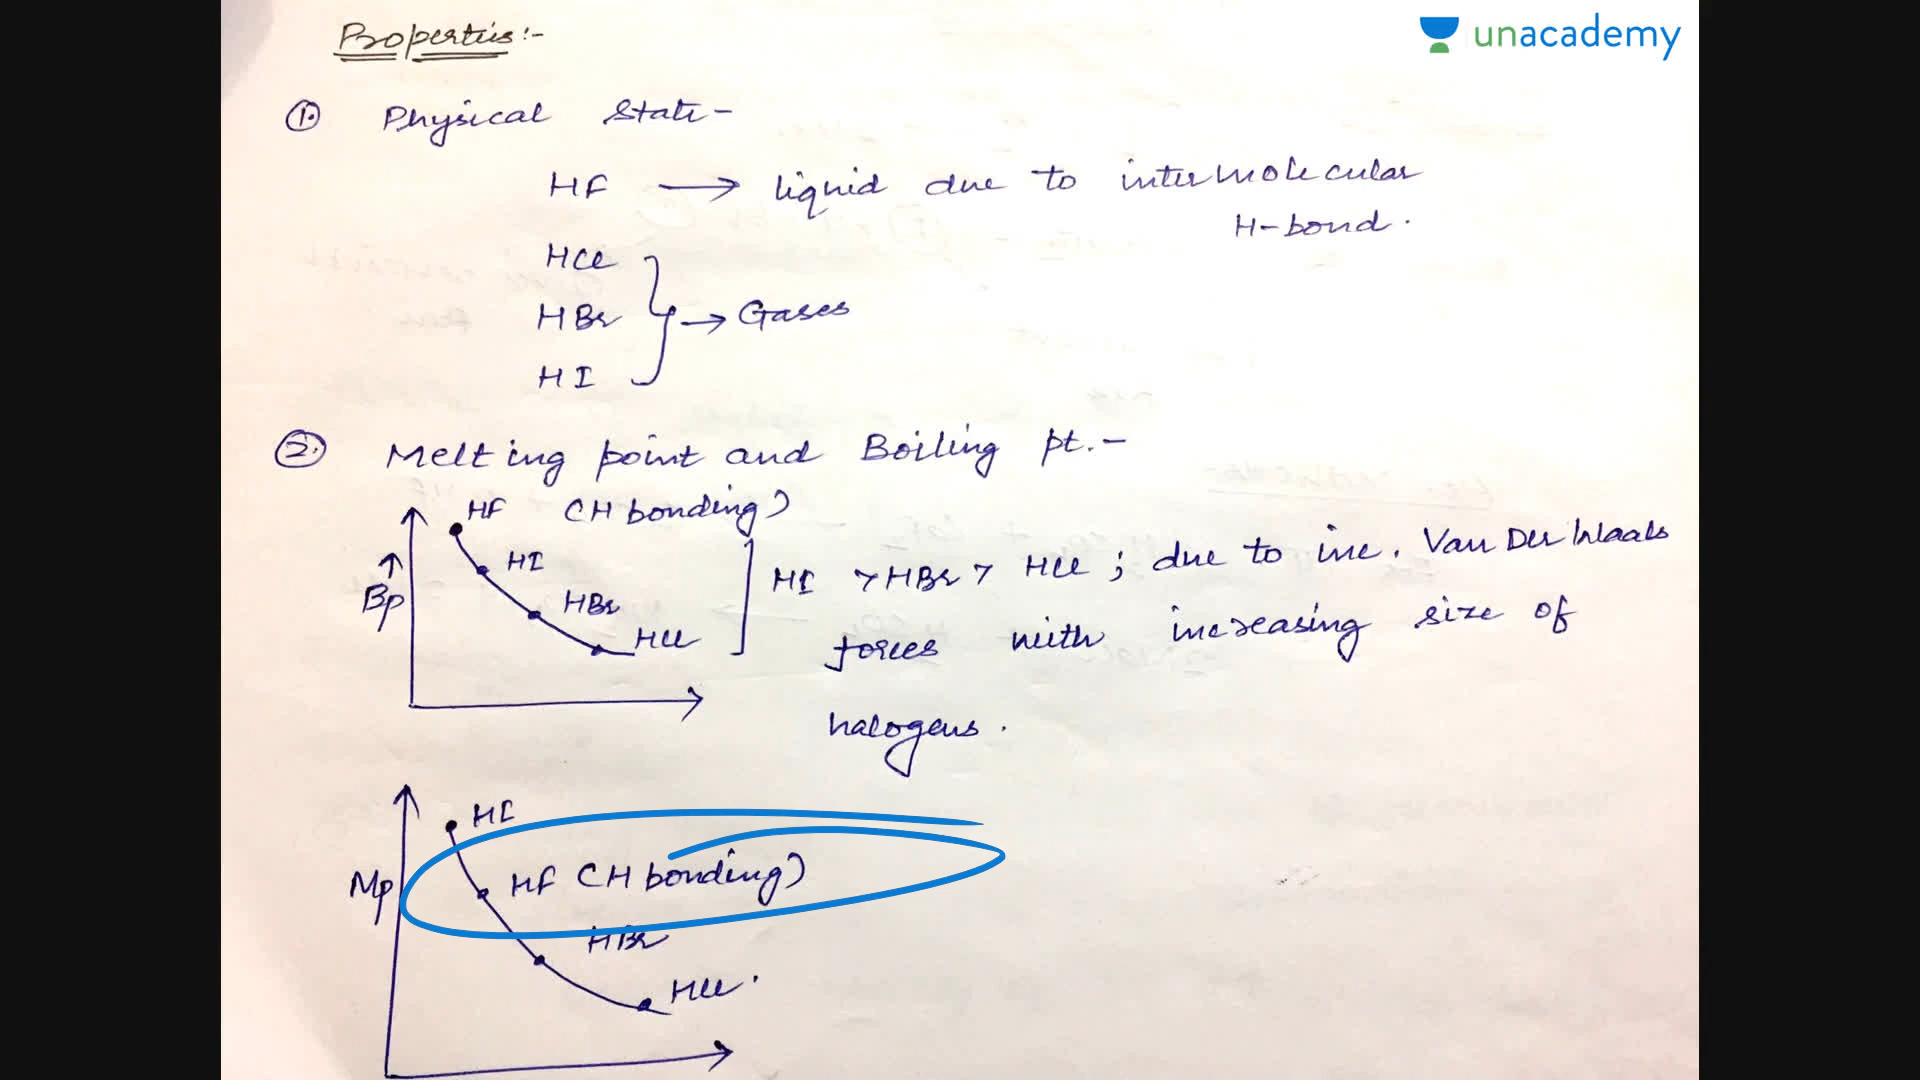 Properties:-
unacademy
1. Physical State-
HF → liquid due to intermolecular
H-bond.
HCl
HBr → Gases
HI
2. Melting point and Boiling pt.-
HF (H bonding)
HI
HBr
HCl
Bp
HI > HBr > HCl ; due to inc. Van Der Waals
forces with increasing size of
halogens.
HI
Mp
HF (H bonding)
HBr
HCl.